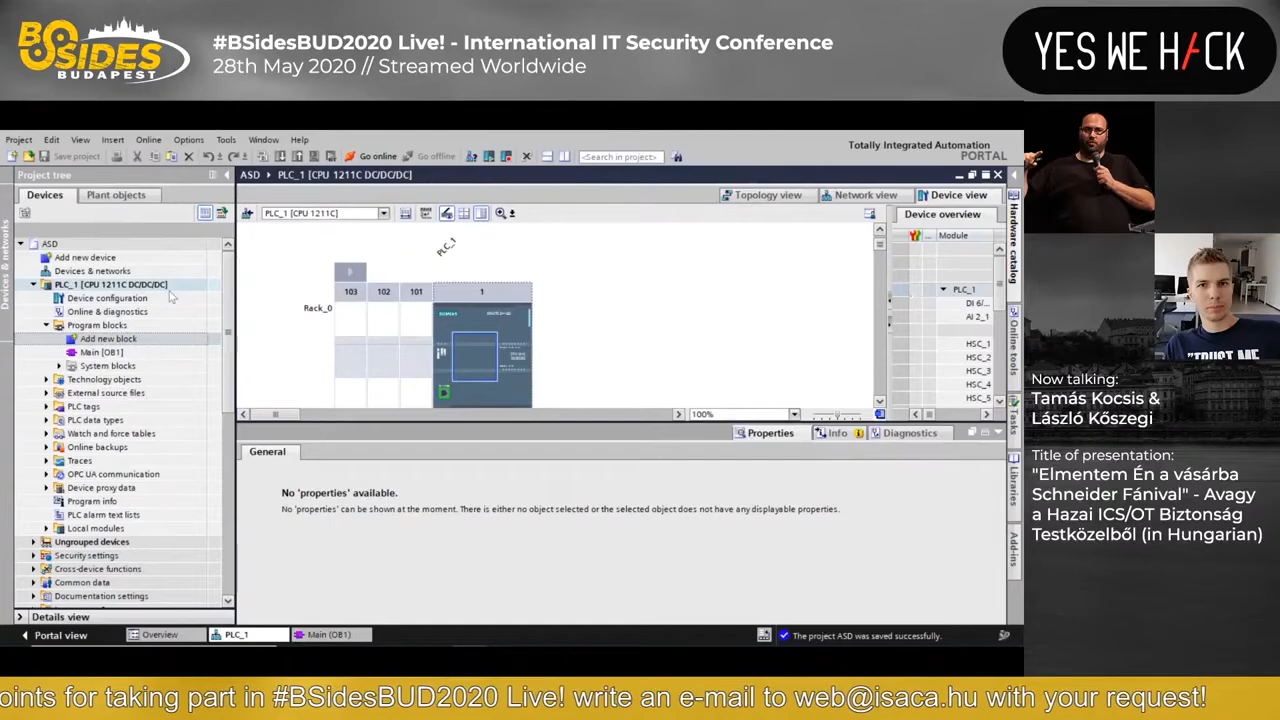 BSIDES
BUDAPEST
#BSidesBUD2020 Live! - International IT Security Conference
28th May 2020 // Streamed Worldwide
YES WE H/CK
Project Edit View Insert Online Options Tools Window Help
Totally Integrated Automation
PORTAL
Save project
Go online
Go offline
<Search in project>
Project tree
ASD
PLC_1 [CPU 1211C DC/DC/DC]
Devices
Plant objects
Topology view
Network view
Device view
PLC_1 [CPU 1211C]
Device overview
... Module
ASD
Add new device
Devices & networks
PLC_1 [CPU 1211C DC/DC/DC]
Device configuration
Online & diagnostics
Program blocks
Add new block
Main [OB1]
System blocks
Technology objects
External source files
PLC tags
PLC data types
Watch and force tables
Online backups
Traces
OPC UA communication
Device proxy data
Program info
PLC alarm text lists
Local modules
Ungrouped devices
Security settings
Cross-device functions
Common data
Documentation settings
Details view
Devices & networks
PLC_1
103
102
101
1
Rack_0
SIEMENS
100%
PLC_1
DI 6/...
AI 2_1
HSC_1
HSC_2
HSC_3
HSC_4
HSC_5
Hardware catalog
Online tools
Tasks
Libraries
Add-ins
Properties
Info
Diagnostics
General
No 'properties' available.
No 'properties' can be shown at the moment. There is either no object selected or the selected object does not have any displayable properties.
Portal view
Overview
PLC_1
Main (OB1)
The project ASD was saved successfully.
"TRUST ME
Now talking:
Tamás Kocsis &
László Kőszegi
Title of presentation:
"Elmentem Én a vásárba
Schneider Fánival" - Avagy
a Hazai ICS/OT Biztonság
Testközelből (in Hungarian)
oints for taking part in #BSidesBUD2020 Live! write an e-mail to web@isaca.hu with your request!